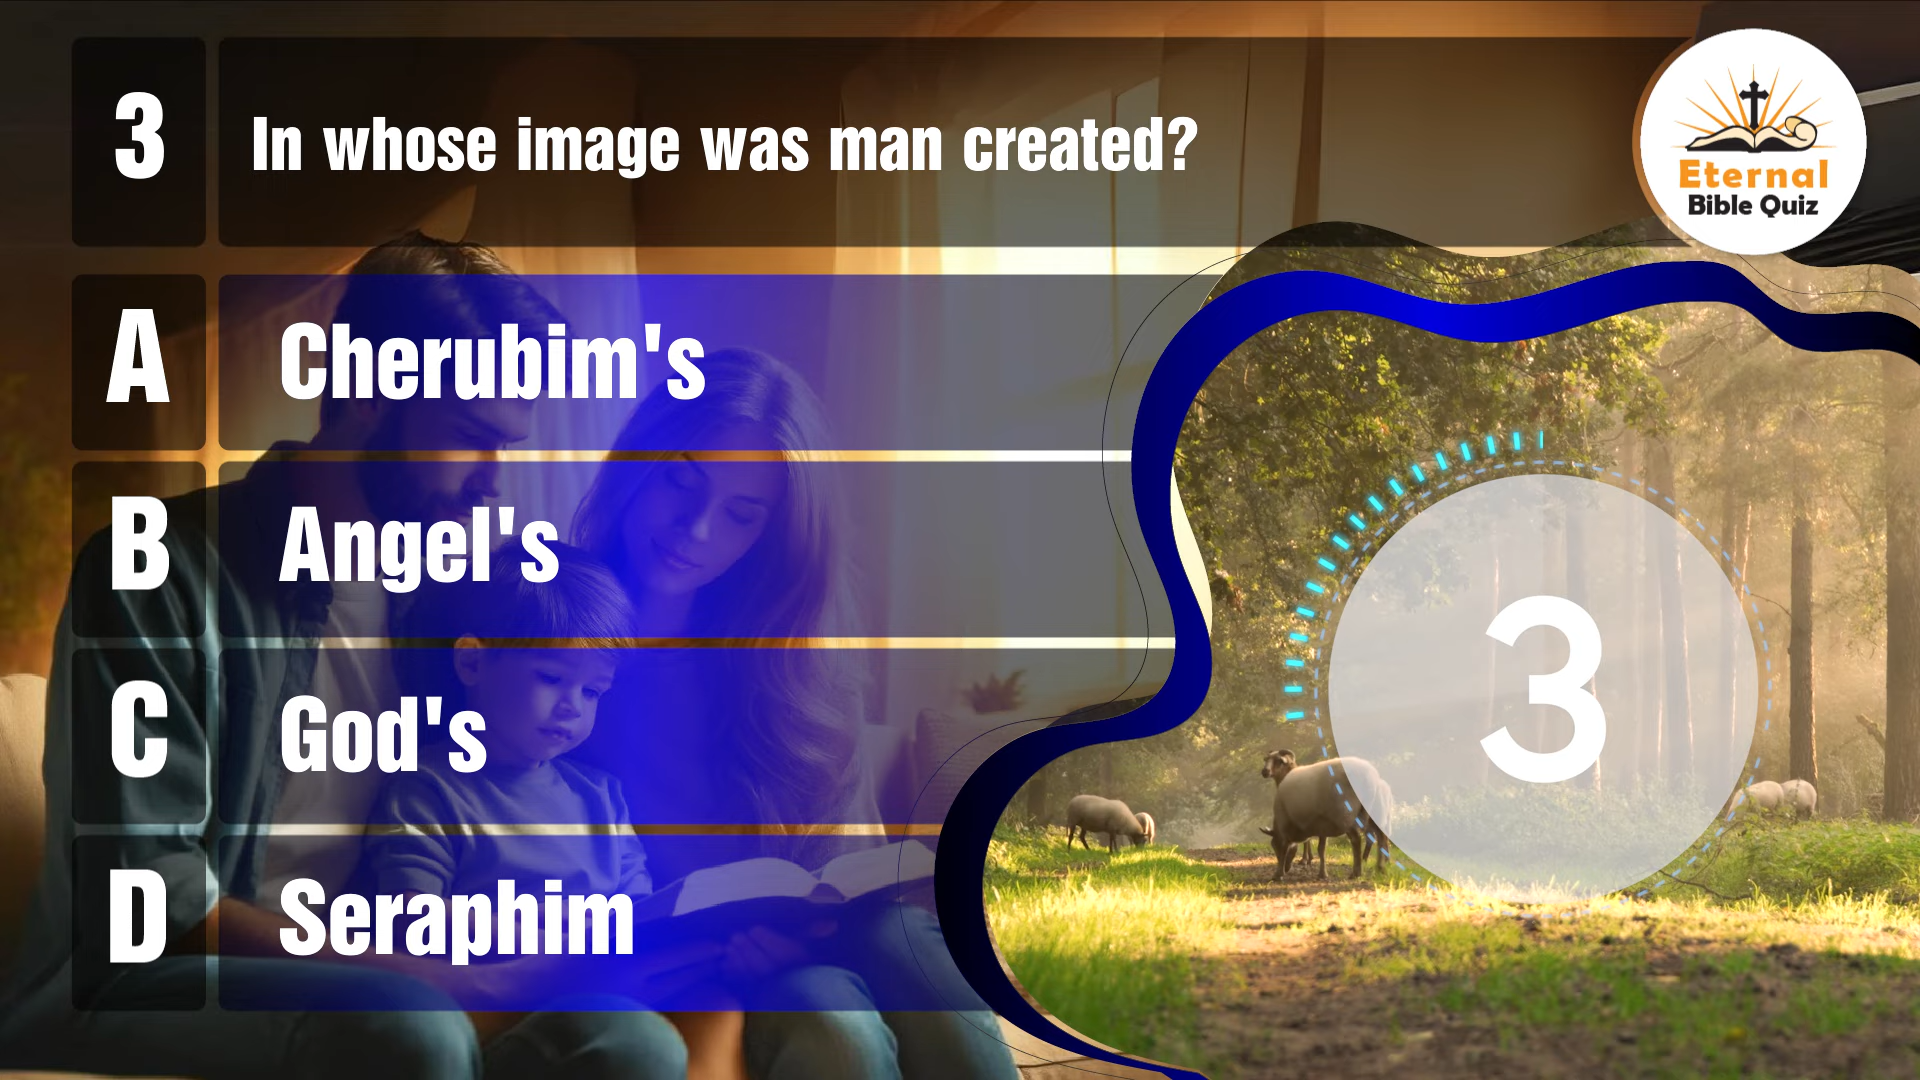 3
In whose image was man created?
Eternal
Bible Quiz
A
Cherubim's
B
Angel's
C
God's
D
Seraphim
3